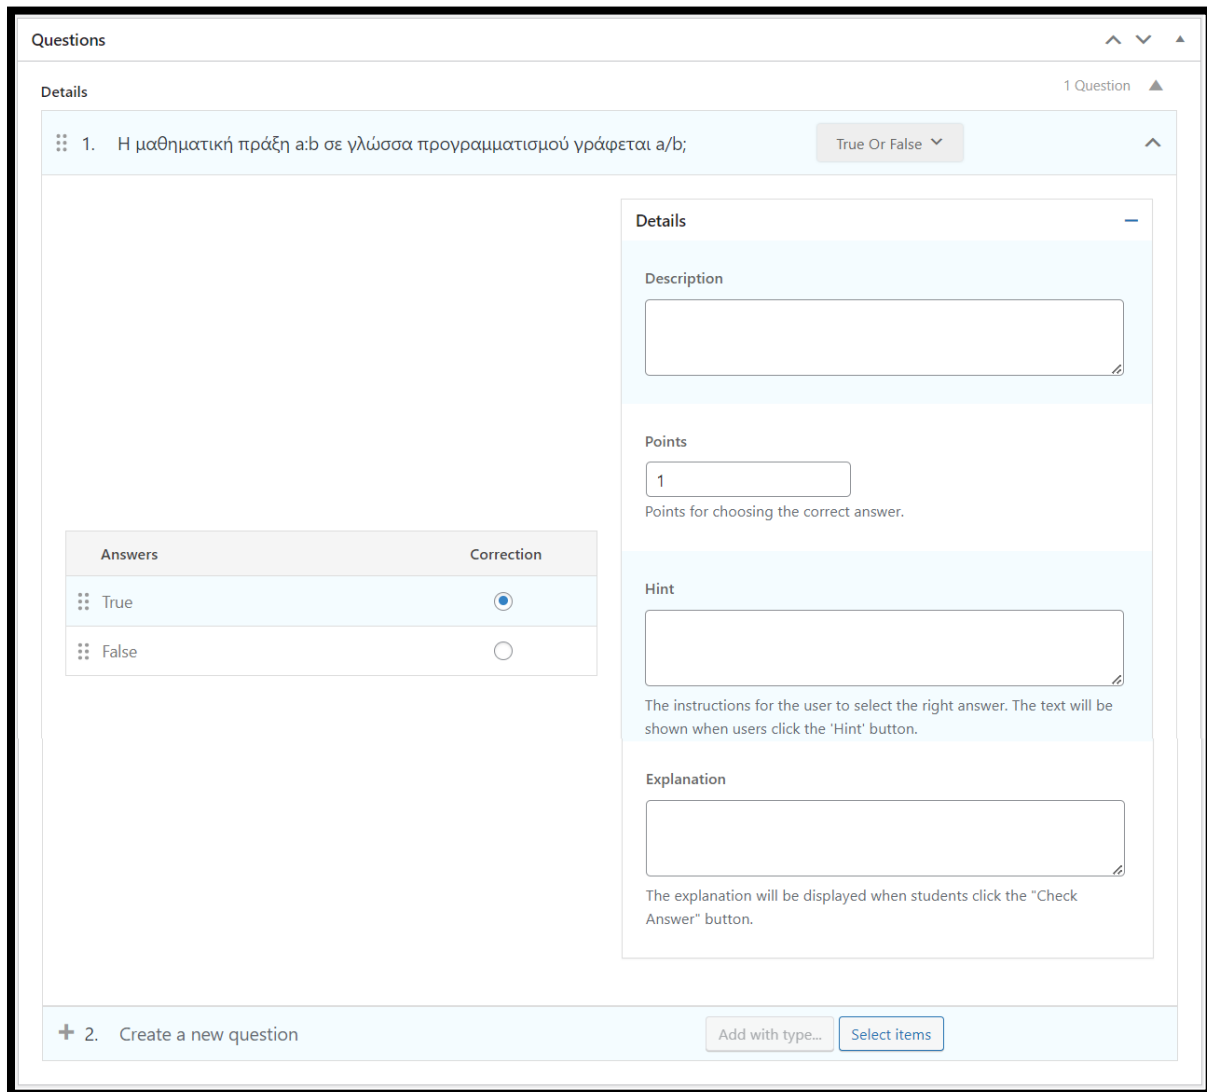 Questions
Details
1 Question
1. Η μαθηματική πράξη a:b σε γλώσσα προγραμματισμού γράφεται a/b;
True Or False
Details
Description
Points
1
Points for choosing the correct answer.
Answers Correction
True
False
Hint
The instructions for the user to select the right answer. The text will be
shown when users click the 'Hint' button.
Explanation
The explanation will be displayed when students click the "Check
Answer" button.
2. Create a new question
Add with type...
Select items